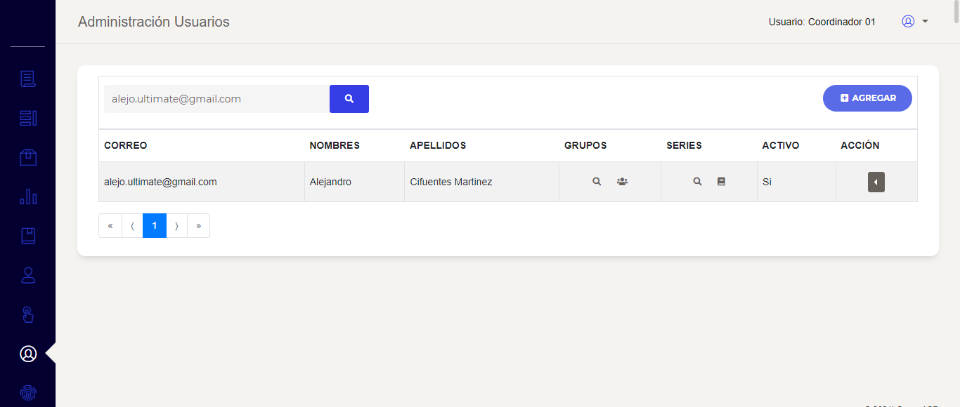 Administración Usuarios
Usuario: Coordinador 01
alejo.ultimate@gmail.com
AGREGAR
CORREO NOMBRES APELLIDOS GRUPOS SERIES ACTIVO ACCIÓN
alejo.ultimate@gmail.com Alejandro Cifuentes Martinez Si
« ⟨ 1 ⟩ »